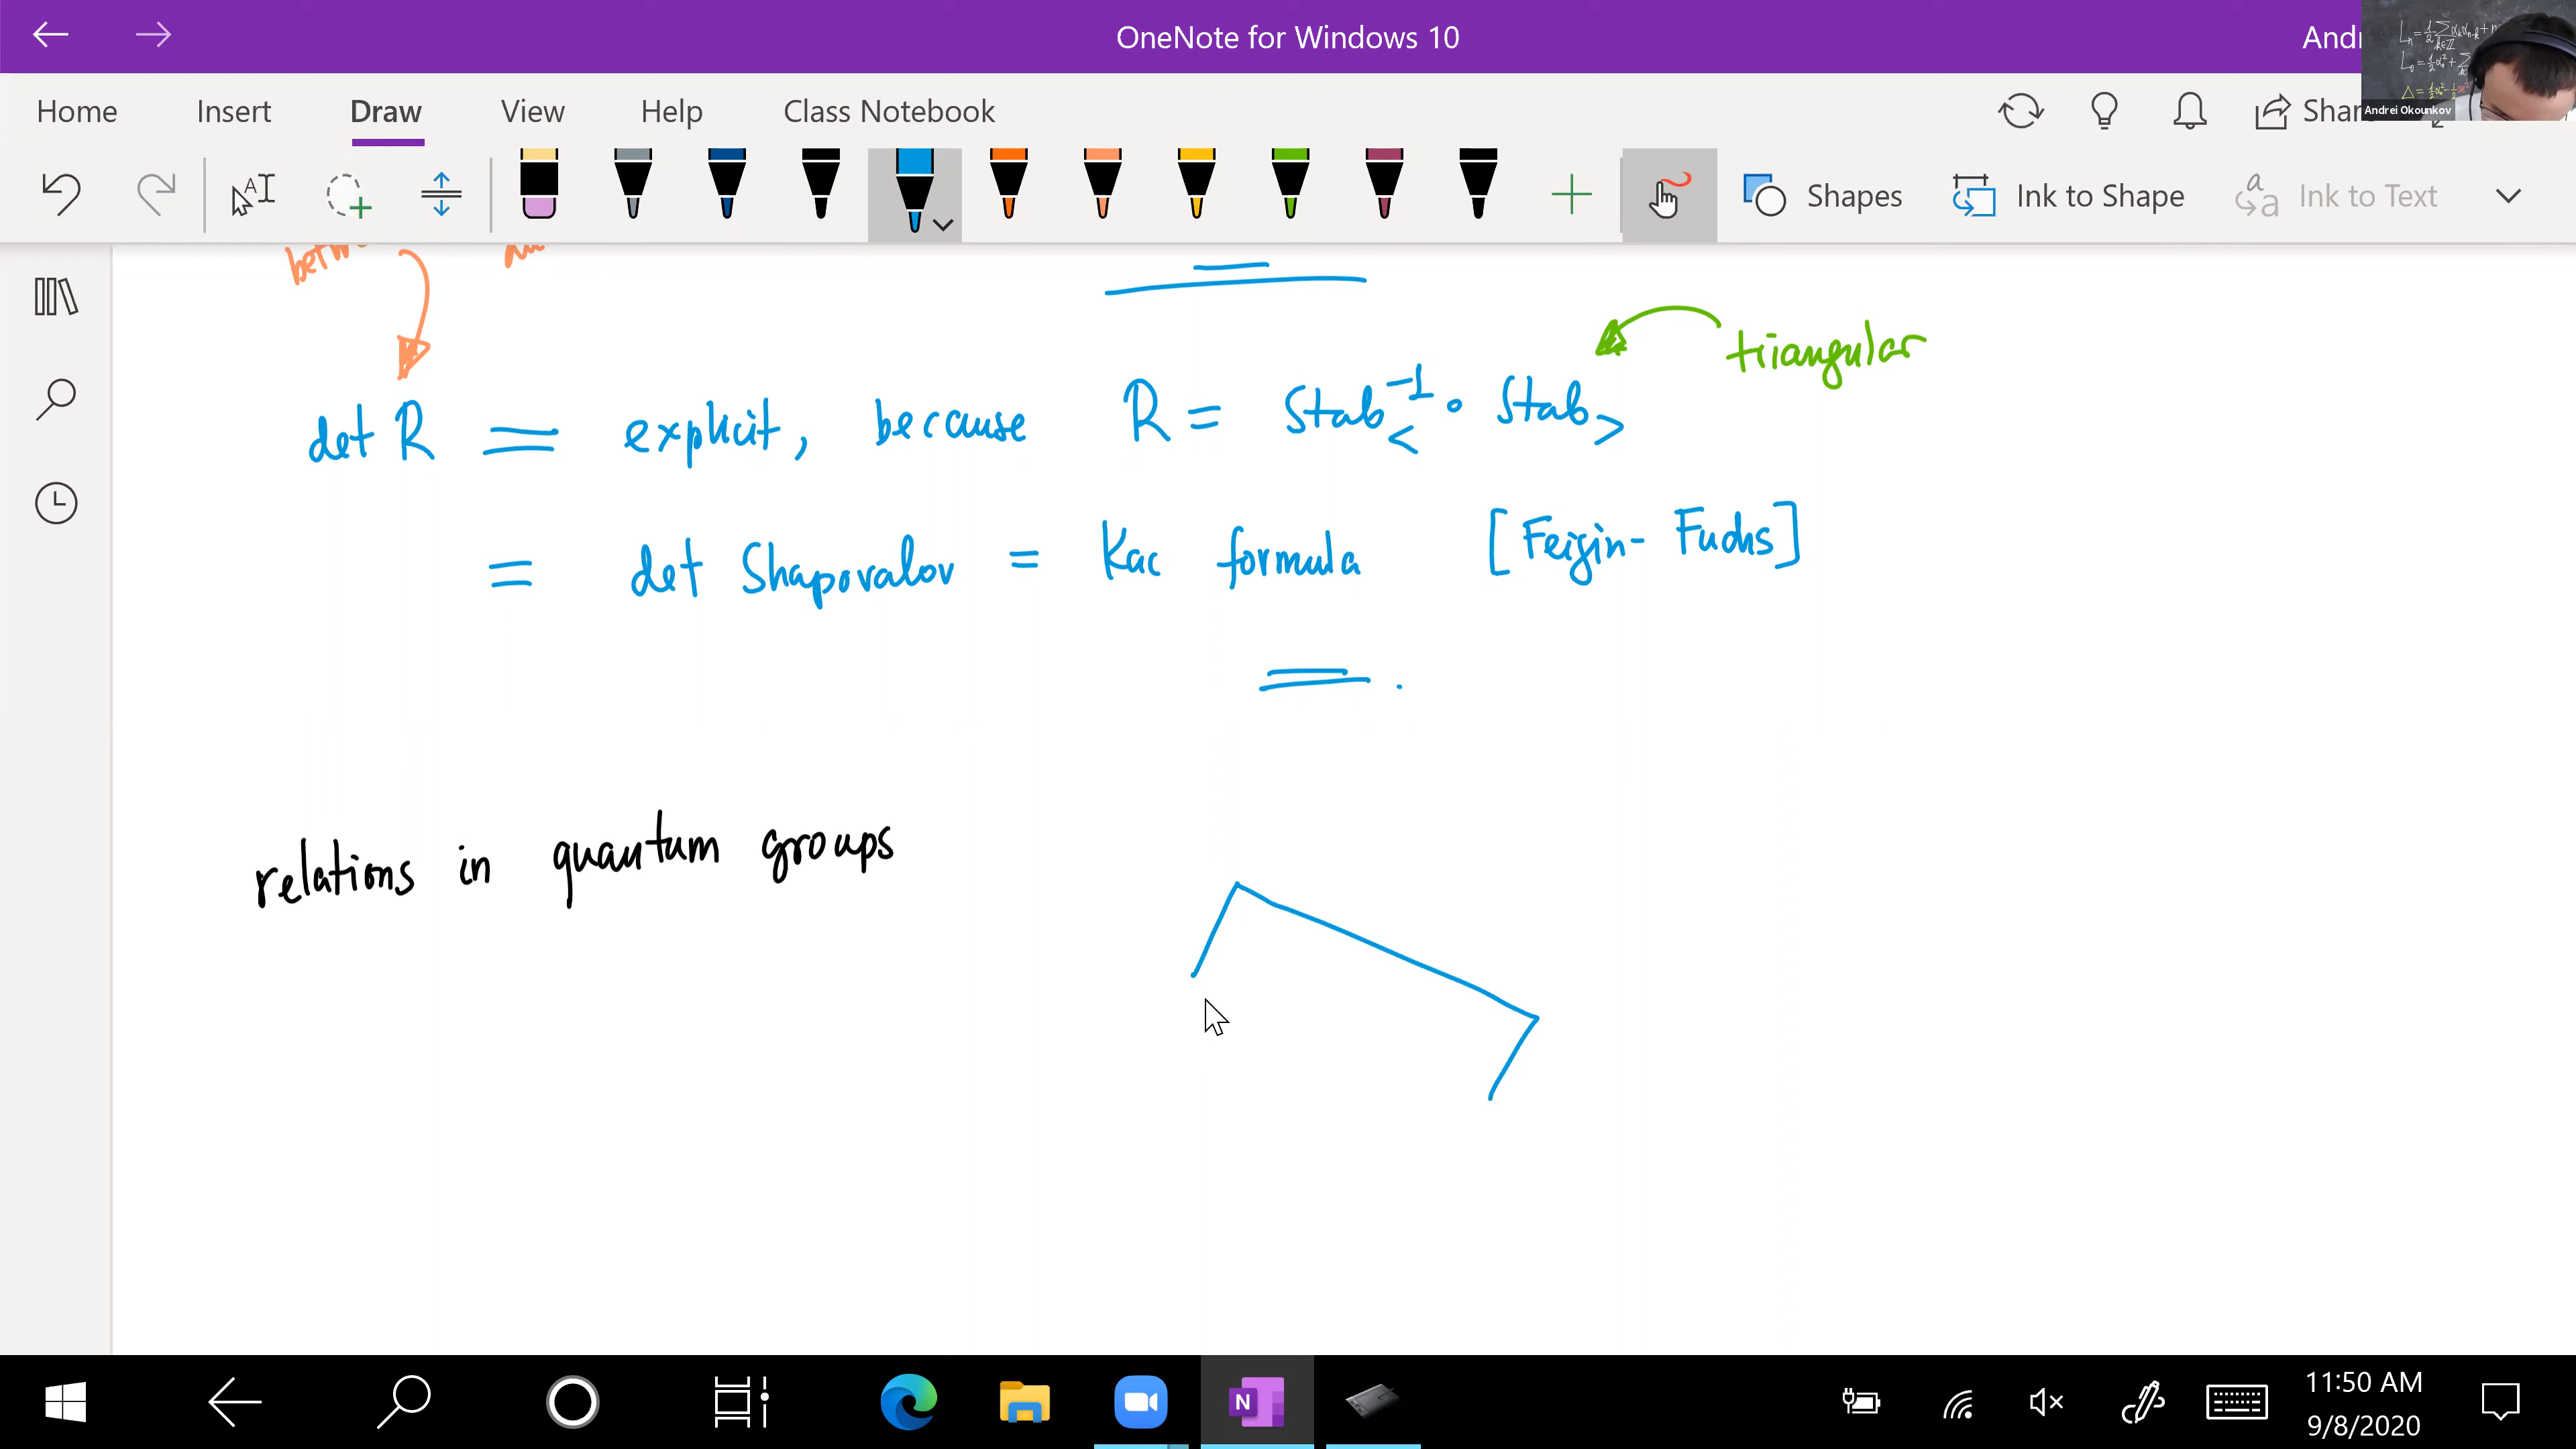 OneNote for Windows 10
Home Insert Draw View Help Class Notebook
Shapes Ink to Shape Ink to Text
Andrei Okounkov
triangular
det R = explicit, because R = Stab_<^{-1} ∘ Stab_>
= det Shapovalov = Kac formula [Feigin-Fuchs]
relations in quantum groups
11:50 AM
9/8/2020